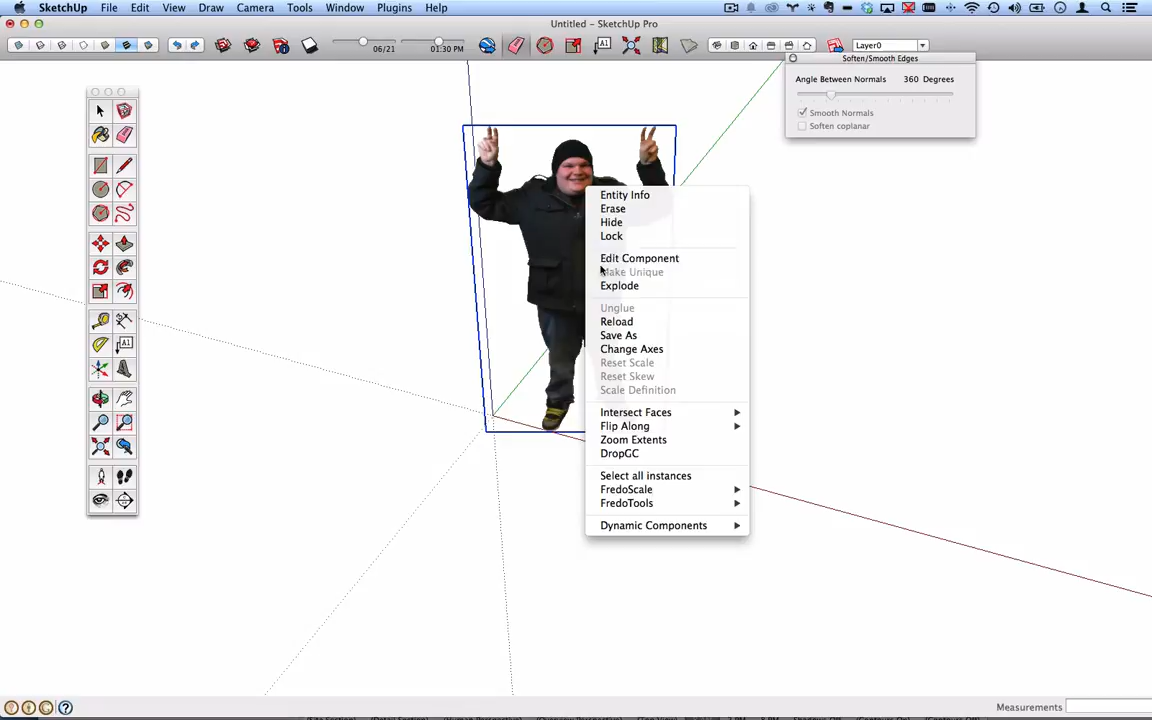 SketchUp File Edit View Draw Camera Tools Window Plugins Help
Untitled - SketchUp Pro
06/21 01:30 PM A1 Layer0
Soften/Smooth Edges
Angle Between Normals 360 Degrees
Smooth Normals
Soften coplanar
A1
Entity Info
Erase
Hide
Lock
Edit Component
Make Unique
Explode
Unglue
Reload
Save As
Change Axes
Reset Scale
Reset Skew
Scale Definition
Intersect Faces
Flip Along
Zoom Extents
DropGC
Select all instances
FredoScale
FredoTools
Dynamic Components
Measurements